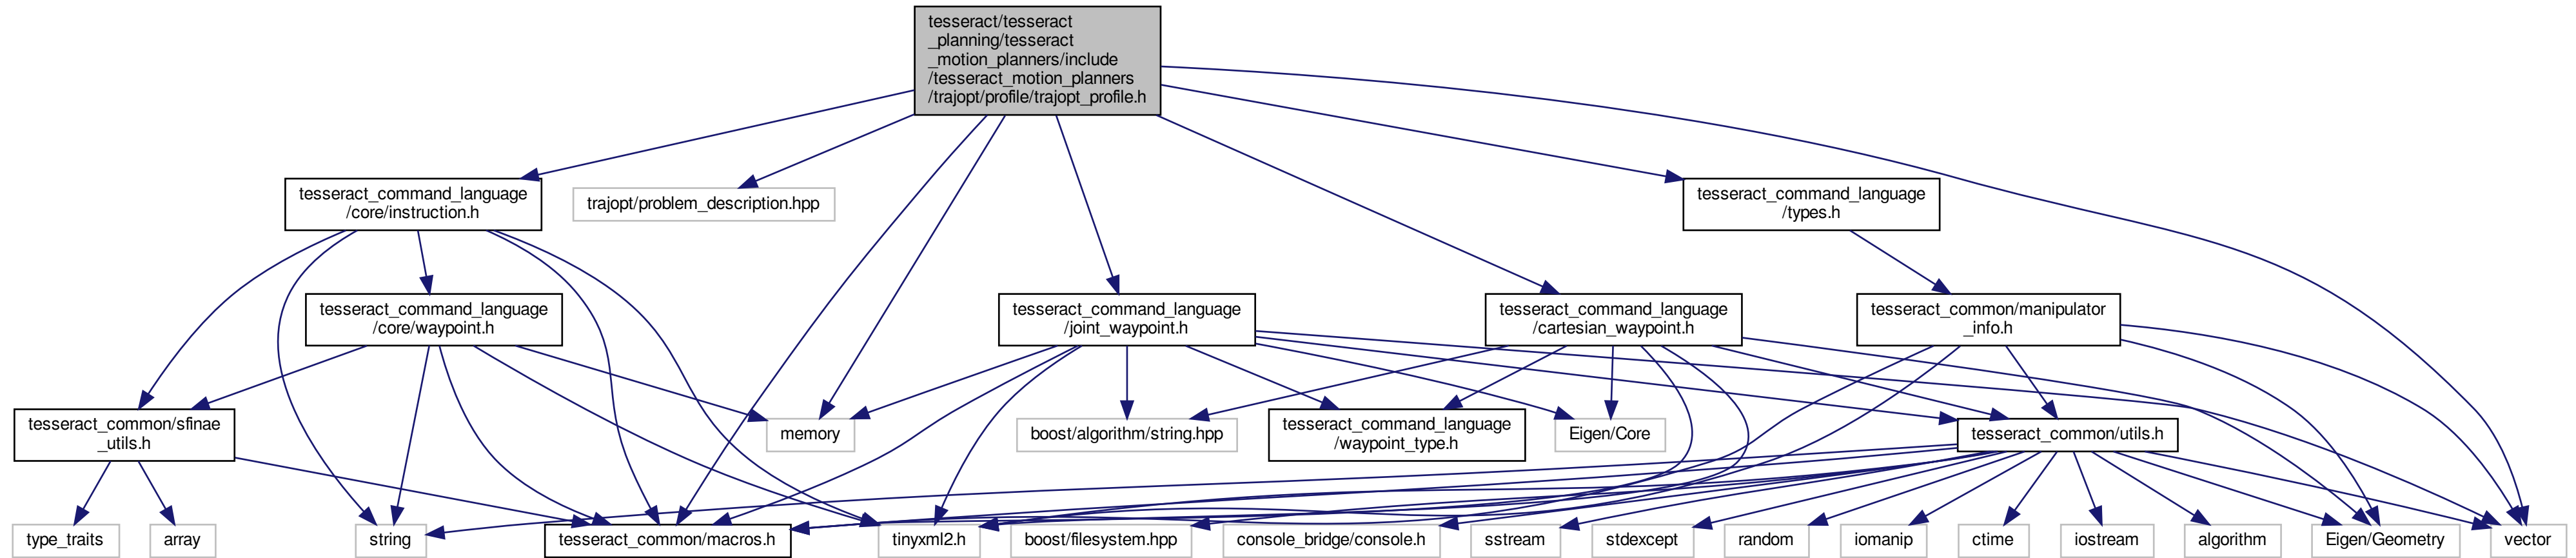 tesseract/tesseract
_planning/tesseract
_motion_planners/include
/tesseract_motion_planners
/trajopt/profile/trajopt_profile.h
tesseract_command_language
/core/instruction.h
trajopt/problem_description.hpp
tesseract_command_language
/types.h
tesseract_command_language
/core/waypoint.h
tesseract_command_language
/joint_waypoint.h
tesseract_command_language
/cartesian_waypoint.h
tesseract_common/manipulator
_info.h
tesseract_common/sfinae
_utils.h
memory
boost/algorithm/string.hpp
tesseract_command_language
/waypoint_type.h
Eigen/Core
tesseract_common/utils.h
type_traits
array
string
tesseract_common/macros.h
tinyxml2.h
boost/filesystem.hpp
console_bridge/console.h
sstream
stdexcept
random
iomanip
ctime
iostream
algorithm
Eigen/Geometry
vector